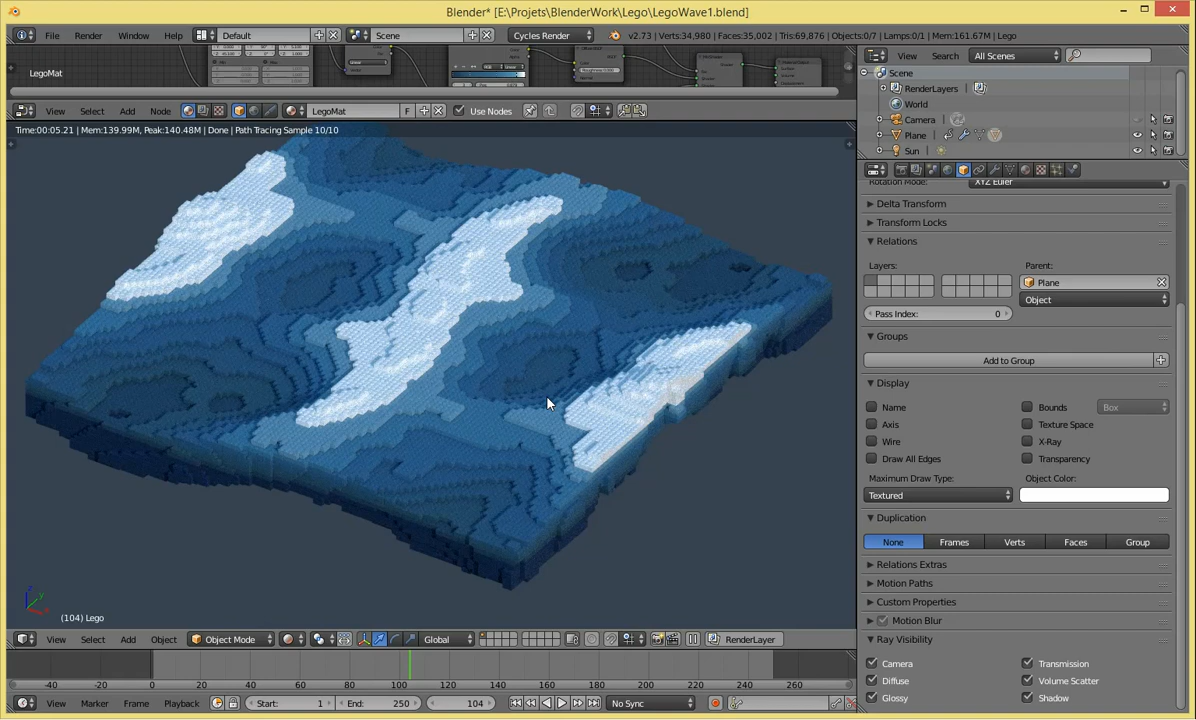 Blender* [E:\Projets\BlenderWork\Lego\LegoWave1.blend]
File Render Window Help Default Scene Cycles Render v2.73 | Verts:34,980 | Faces:35,002 | Tris:69,876 | Objects:0/7 | Lamps:0/1 | Mem:161.67M | Lego
View Search All Scenes
LegoMat
Scene
RenderLayers
World
Camera
Plane
Sun
View Select Add Node LegoMat F Use Nodes
Time:00:05.21 | Mem:139.99M, Peak:140.48M | Done | Path Tracing Sample 10/10
Rotation Mode: XYZ Euler
Delta Transform
Transform Locks
Relations
Layers: Parent:
Plane
Object
Pass Index: 0
Groups
Add to Group
Display
Name Bounds Box
Axis Texture Space
Wire X-Ray
Draw All Edges Transparency
Maximum Draw Type: Object Color:
Textured
Duplication
None Frames Verts Faces Group
Relations Extras
Motion Paths
Custom Properties
Motion Blur
Ray Visibility
Camera Transmission
Diffuse Volume Scatter
Glossy Shadow
z y x
(104) Lego
View Select Add Object Object Mode Global RenderLayer
-40 -20 0 20 40 60 80 100 120 140 160 180 200 220 240 260
View Marker Frame Playback Start: 1 End: 250 104 No Sync